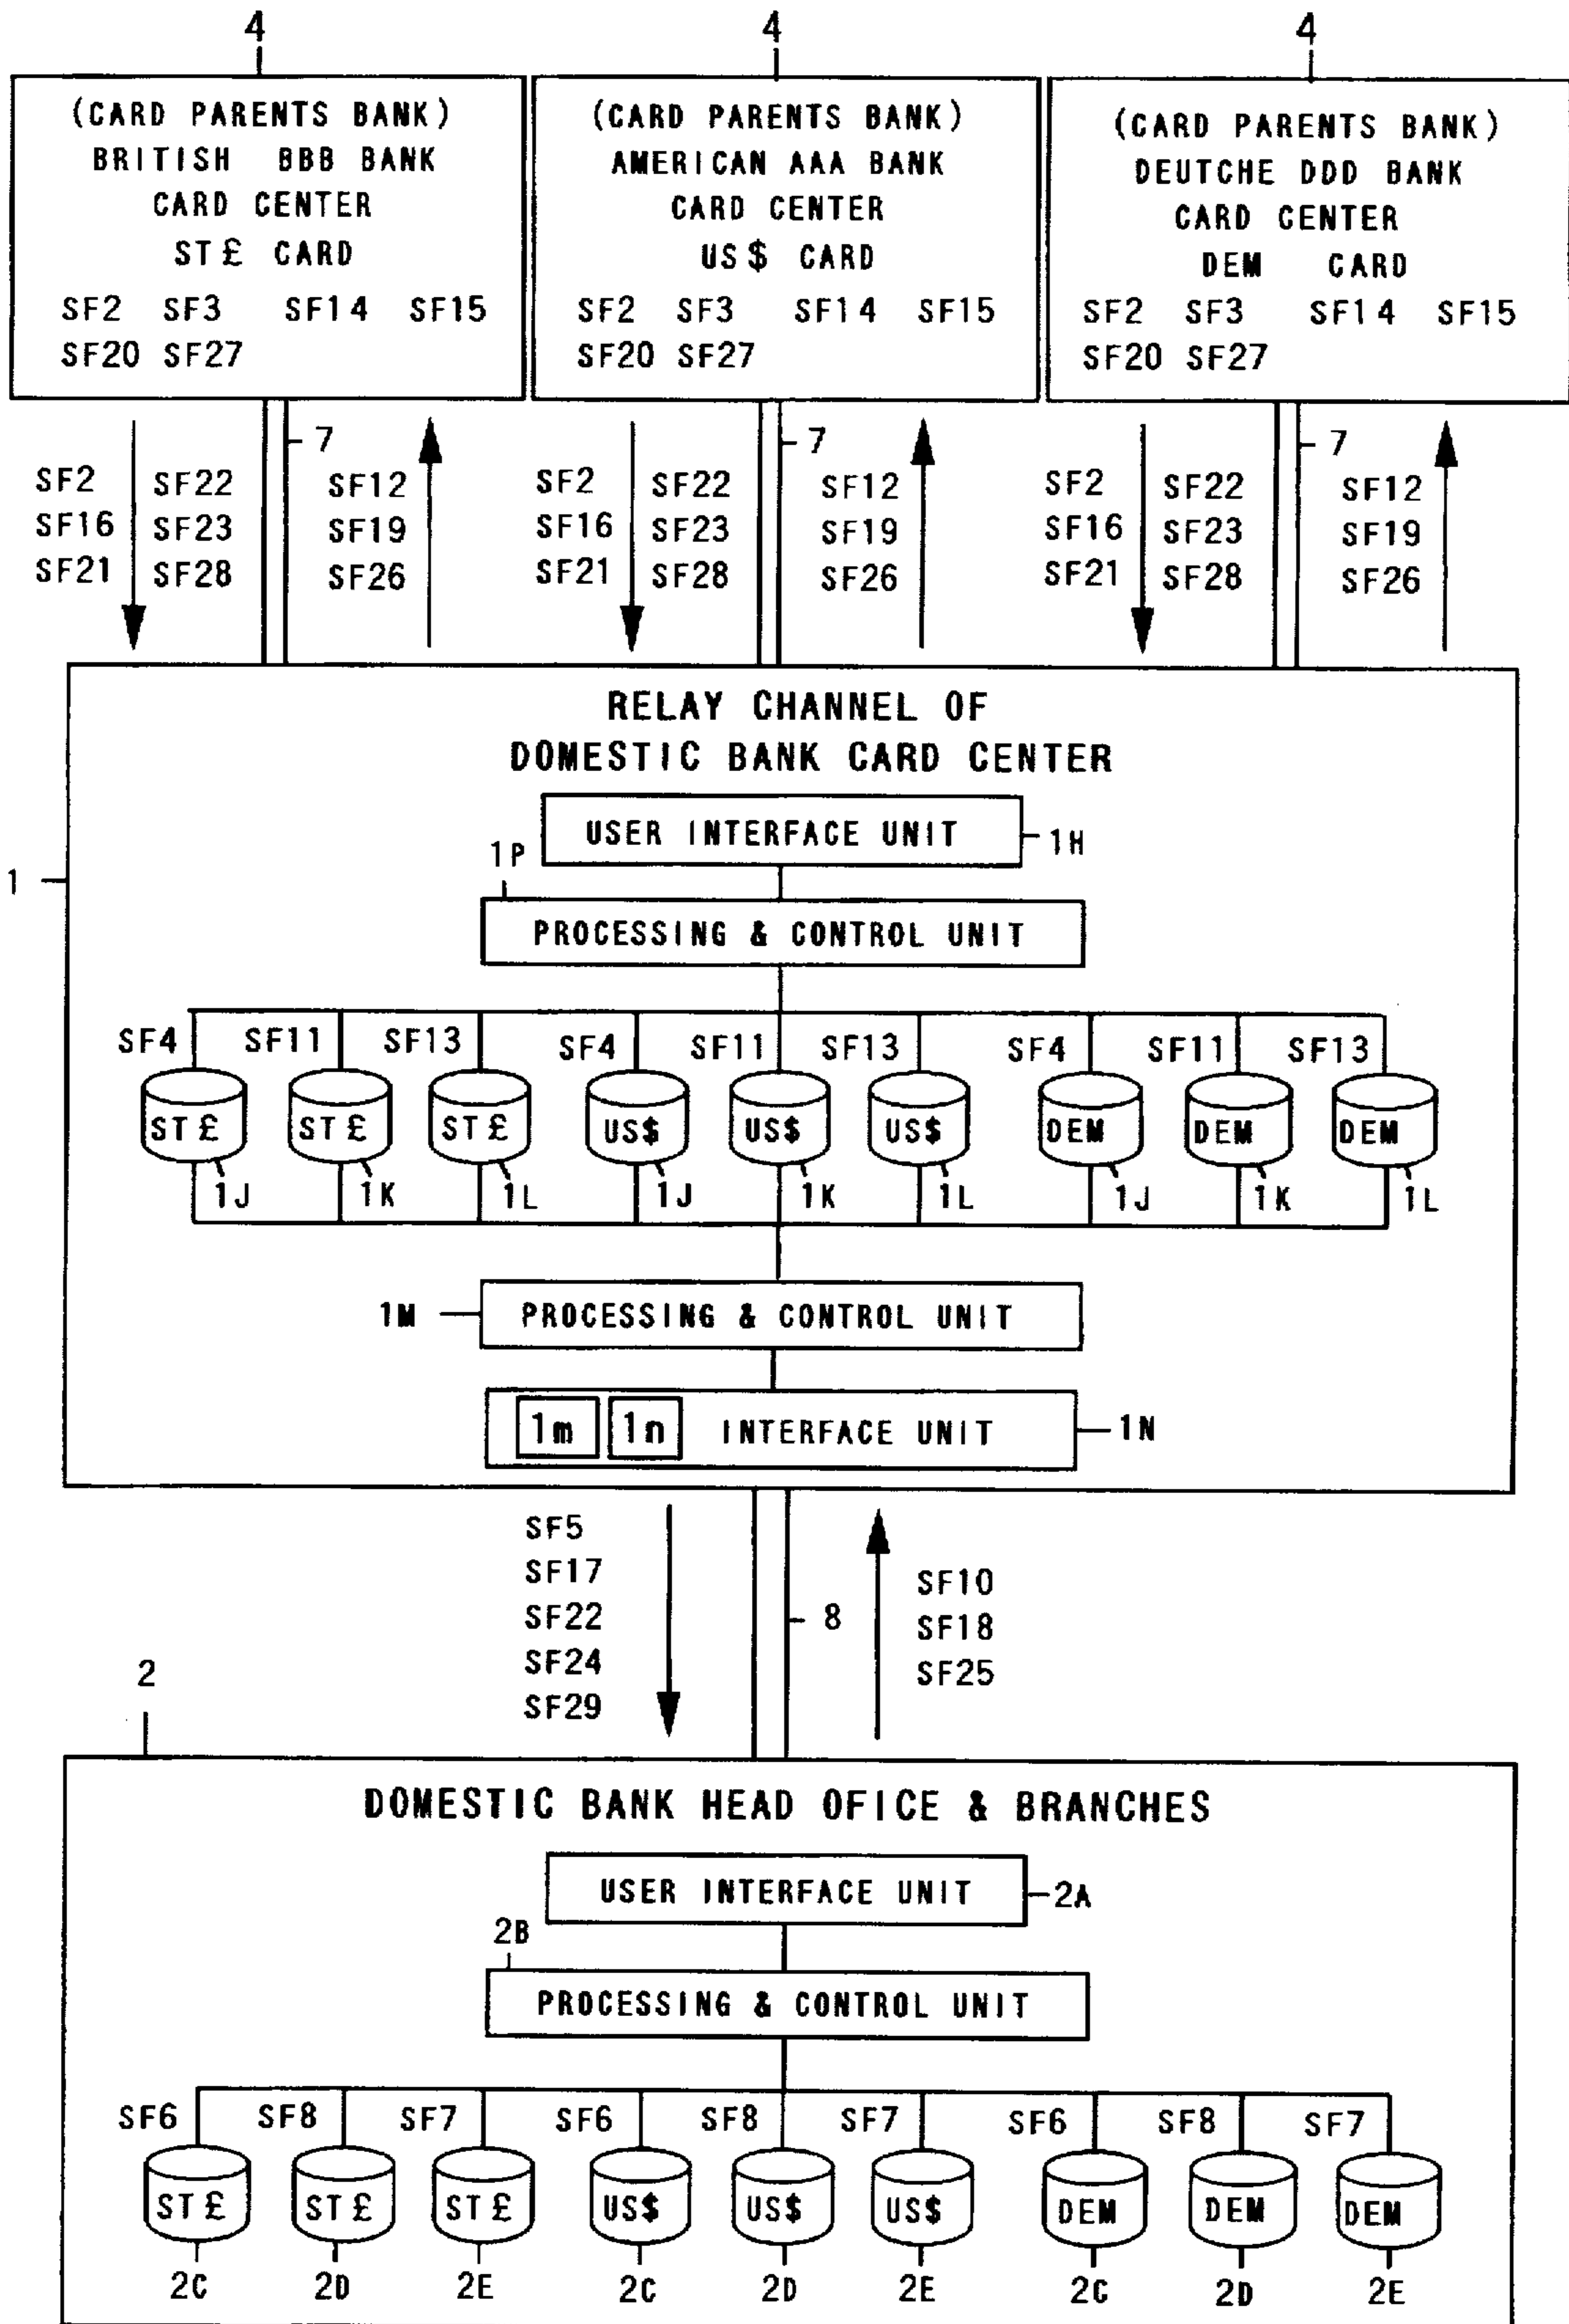 4 4 4
(CARD PARENTS BANK)
BRITISH BBB BANK
CARD CENTER
ST£ CARD
SF2 SF3 SF14 SF15
SF20 SF27
(CARD PARENTS BANK)
AMERICAN AAA BANK
CARD CENTER
US$ CARD
SF2 SF3 SF14 SF15
SF20 SF27
(CARD PARENTS BANK)
DEUTCHE DDD BANK
CARD CENTER
DEM CARD
SF2 SF3 SF14 SF15
SF20 SF27
7 7 7
SF2 SF22 SF12 SF2 SF22 SF12 SF2 SF22 SF12
SF16 SF23 SF19 SF16 SF23 SF19 SF16 SF23 SF19
SF21 SF28 SF26 SF21 SF28 SF26 SF21 SF28 SF26
RELAY CHANNEL OF
DOMESTIC BANK CARD CENTER
USER INTERFACE UNIT 1H
1P
1
PROCESSING & CONTROL UNIT
SF4 SF11 SF13 SF4 SF11 SF13 SF4 SF11 SF13
ST£ ST£ ST£ US$ US$ US$ DEM DEM DEM
1J 1K 1L 1J 1K 1L 1J 1K 1L
1M PROCESSING & CONTROL UNIT
1m 1n INTERFACE UNIT 1N
SF5
SF17
SF22
SF24
SF29
8
SF10
SF18
SF25
2
DOMESTIC BANK HEAD OFICE & BRANCHES
USER INTERFACE UNIT 2A
2B
PROCESSING & CONTROL UNIT
SF6 SF8 SF7 SF6 SF8 SF7 SF6 SF8 SF7
ST£ ST£ ST£ US$ US$ US$ DEM DEM DEM
2C 2D 2E 2C 2D 2E 2C 2D 2E